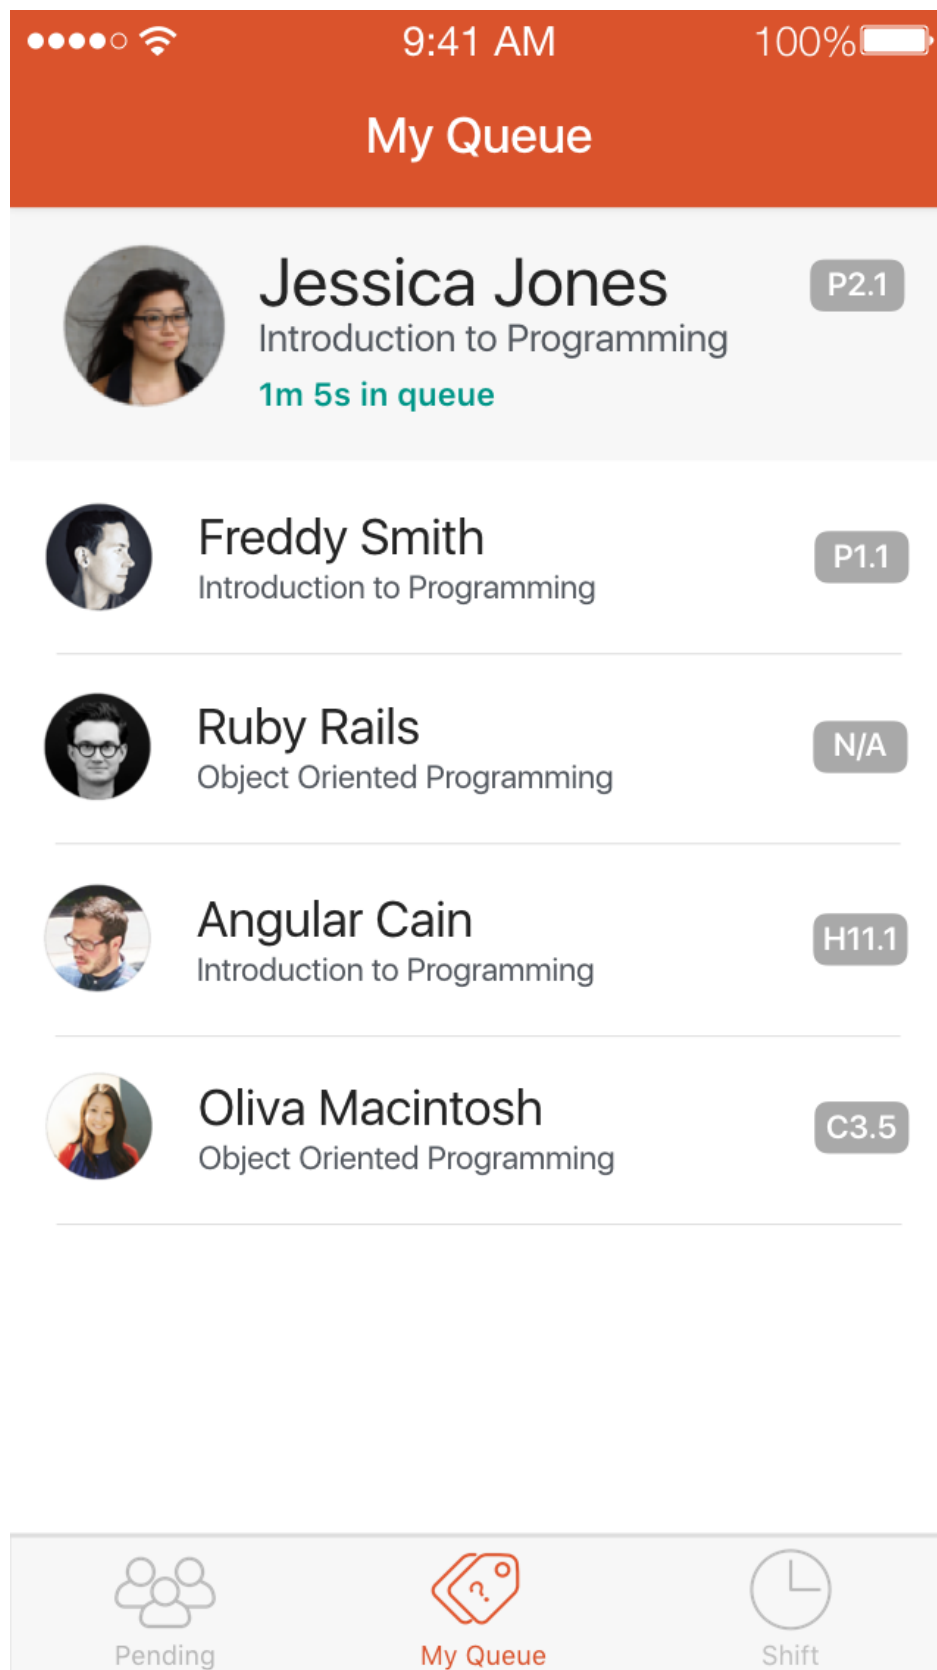 9:41 AM
100%
My Queue
Jessica Jones
P2.1
Introduction to Programming
1m 5s in queue
Freddy Smith
P1.1
Introduction to Programming
Ruby Rails
N/A
Object Oriented Programming
Angular Cain
H11.1
Introduction to Programming
Oliva Macintosh
C3.5
Object Oriented Programming
?
Pending
My Queue
Shift